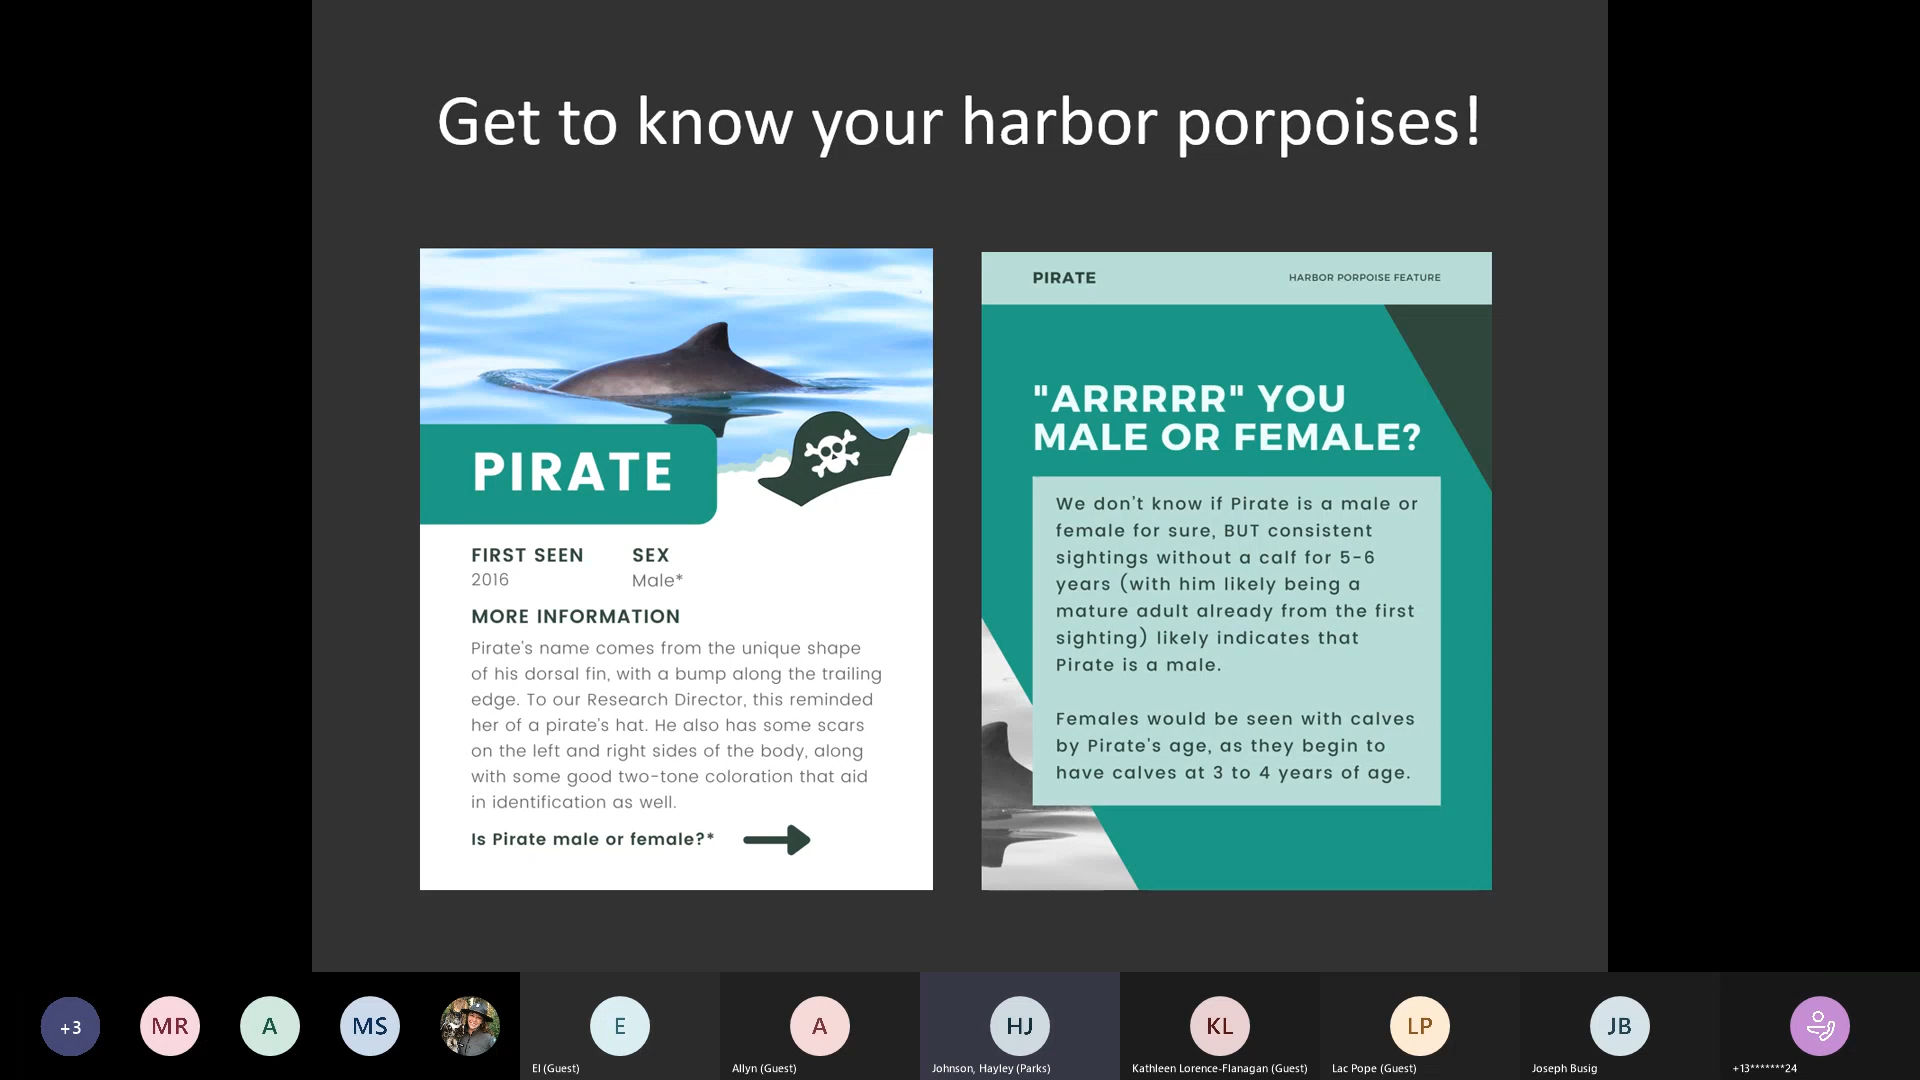 Get to know your harbor porpoises!
PIRATE
FIRST SEEN
2016
SEX
Male*
MORE INFORMATION
Pirate's name comes from the unique shape
of his dorsal fin, with a bump along the trailing
edge. To our Research Director, this reminded
her of a pirate's hat. He also has some scars
on the left and right sides of the body, along
with some good two-tone coloration that aid
in identification as well.
Is Pirate male or female?*
PIRATE
HARBOR PORPOISE FEATURE
"ARRRRR" YOU
MALE OR FEMALE?
We don't know if Pirate is a male or
female for sure, BUT consistent
sightings without a calf for 5-6
years (with him likely being a
mature adult already from the first
sighting) likely indicates that
Pirate is a male.
Females would be seen with calves
by Pirate's age, as they begin to
have calves at 3 to 4 years of age.
+3
MR
A
MS
E
El (Guest)
A
Allyn (Guest)
HJ
Johnson, Hayley (Parks)
KL
Kathleen Lorence-Flanagan (Guest)
LP
Lac Pope (Guest)
JB
Joseph Busig
+13*******24